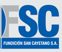 FSC
FUNDICIÓN SAN CAYETANO S.A.